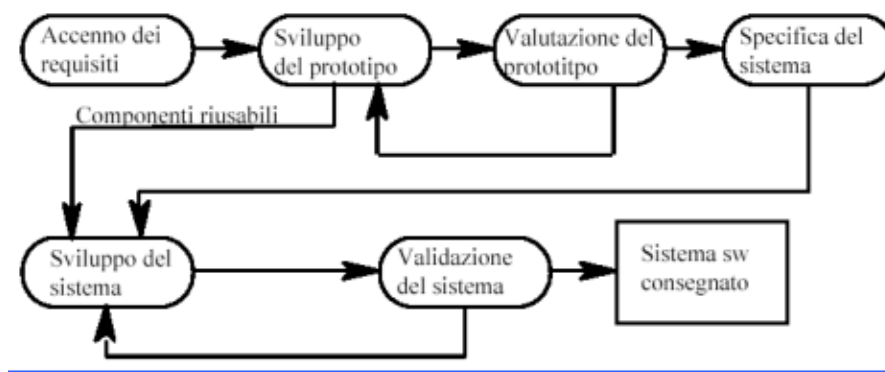 Accenno dei
requisiti
Sviluppo
del prototipo
Valutazione del
prototitpo
Specifica del
sistema
Componenti riusabili
Sviluppo del
sistema
Validazione
del sistema
Sistema sw
consegnato